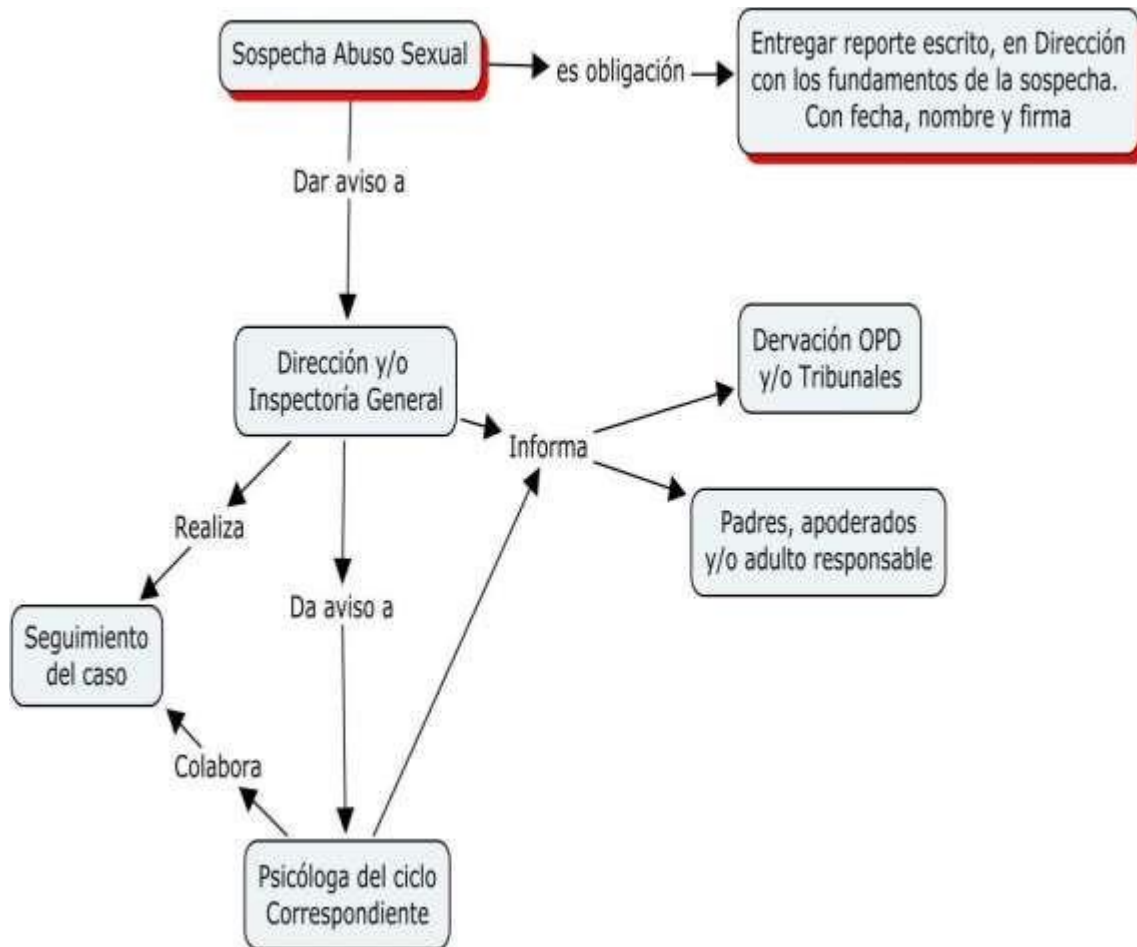 Sospecha Abuso Sexual
es obligación
Entregar reporte escrito, en Dirección
con los fundamentos de la sospecha.
Con fecha, nombre y firma
Dar aviso a
Dirección y/o
Inspectoría General
Informa
Dervación OPD
y/o Tribunales
Padres, apoderados
y/o adulto responsable
Realiza
Da aviso a
Seguimiento
del caso
Colabora
Psicóloga del ciclo
Correspondiente